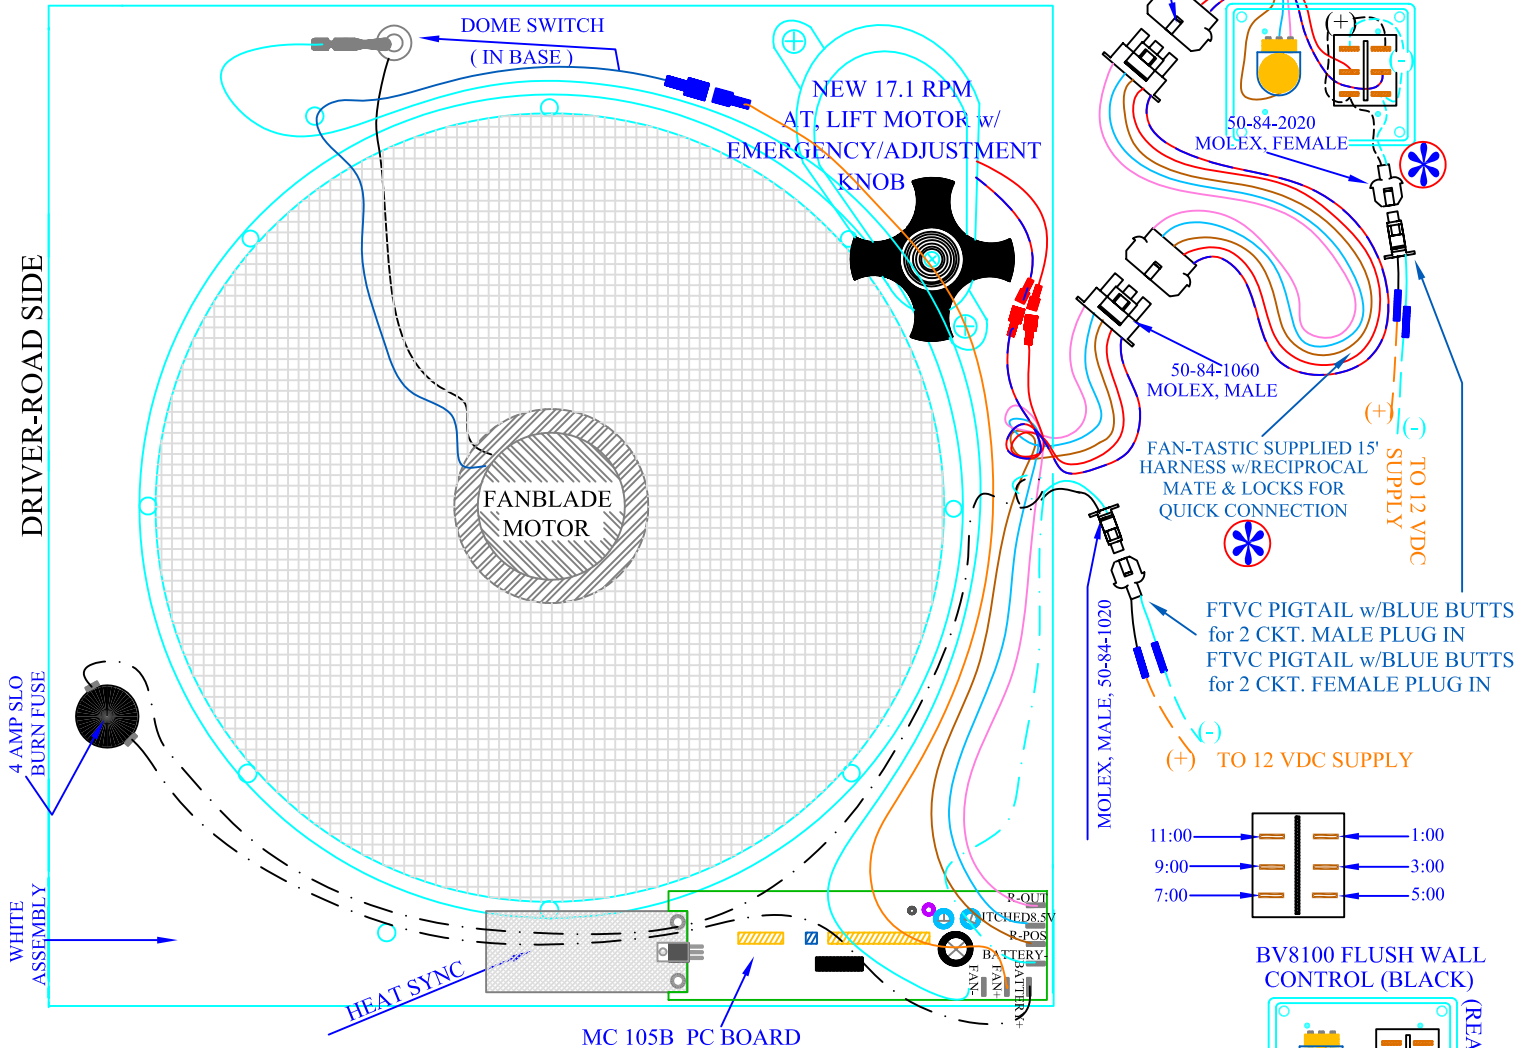 DOME SWITCH
( IN BASE )
NEW 17.1 RPM
AT, LIFT MOTOR w/
EMERGENCY/ADJUSTMENT
KNOB
(+)
-
50-84-2020
MOLEX, FEMALE
DRIVER-ROAD SIDE
50-84-1060
MOLEX, MALE
(+)
(-)
TO 12 VDC
SUPPLY
FAN-TASTIC SUPPLIED 15'
HARNESS w/RECIPROCAL
MATE & LOCKS FOR
QUICK CONNECTION
FANBLADE
MOTOR
MOLEX, MALE, 50-84-1020
FTVC PIGTAIL w/BLUE BUTTS
for 2 CKT. MALE PLUG IN
FTVC PIGTAIL w/BLUE BUTTS
for 2 CKT. FEMALE PLUG IN
(-)
(+) TO 12 VDC SUPPLY
4 AMP SLO
BURN FUSE
11:00
1:00
9:00
3:00
7:00
5:00
WHITE
ASSEMBLY
R-OUT
ITCHED8.5V
R-POS
BATTERY-
FAN-
FAN+
BATTERY+
HEAT SYNC
MC 105B PC BOARD
BV8100 FLUSH WALL
CONTROL (BLACK)
(REA